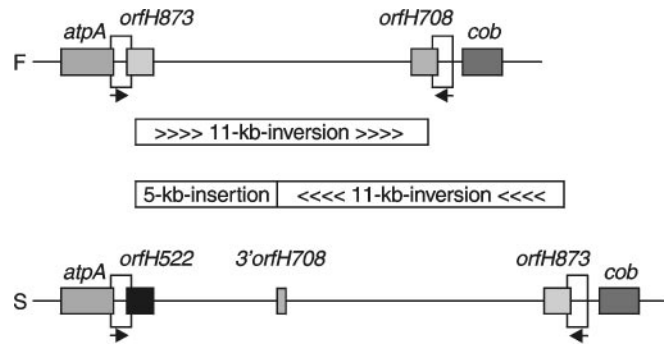 orfH873 orfH708
atpA cob
F
>>>> 11-kb-inversion >>>>
5-kb-insertion <<<< 11-kb-inversion <<<<
orfH522 3'orfH708 orfH873
atpA cob
S